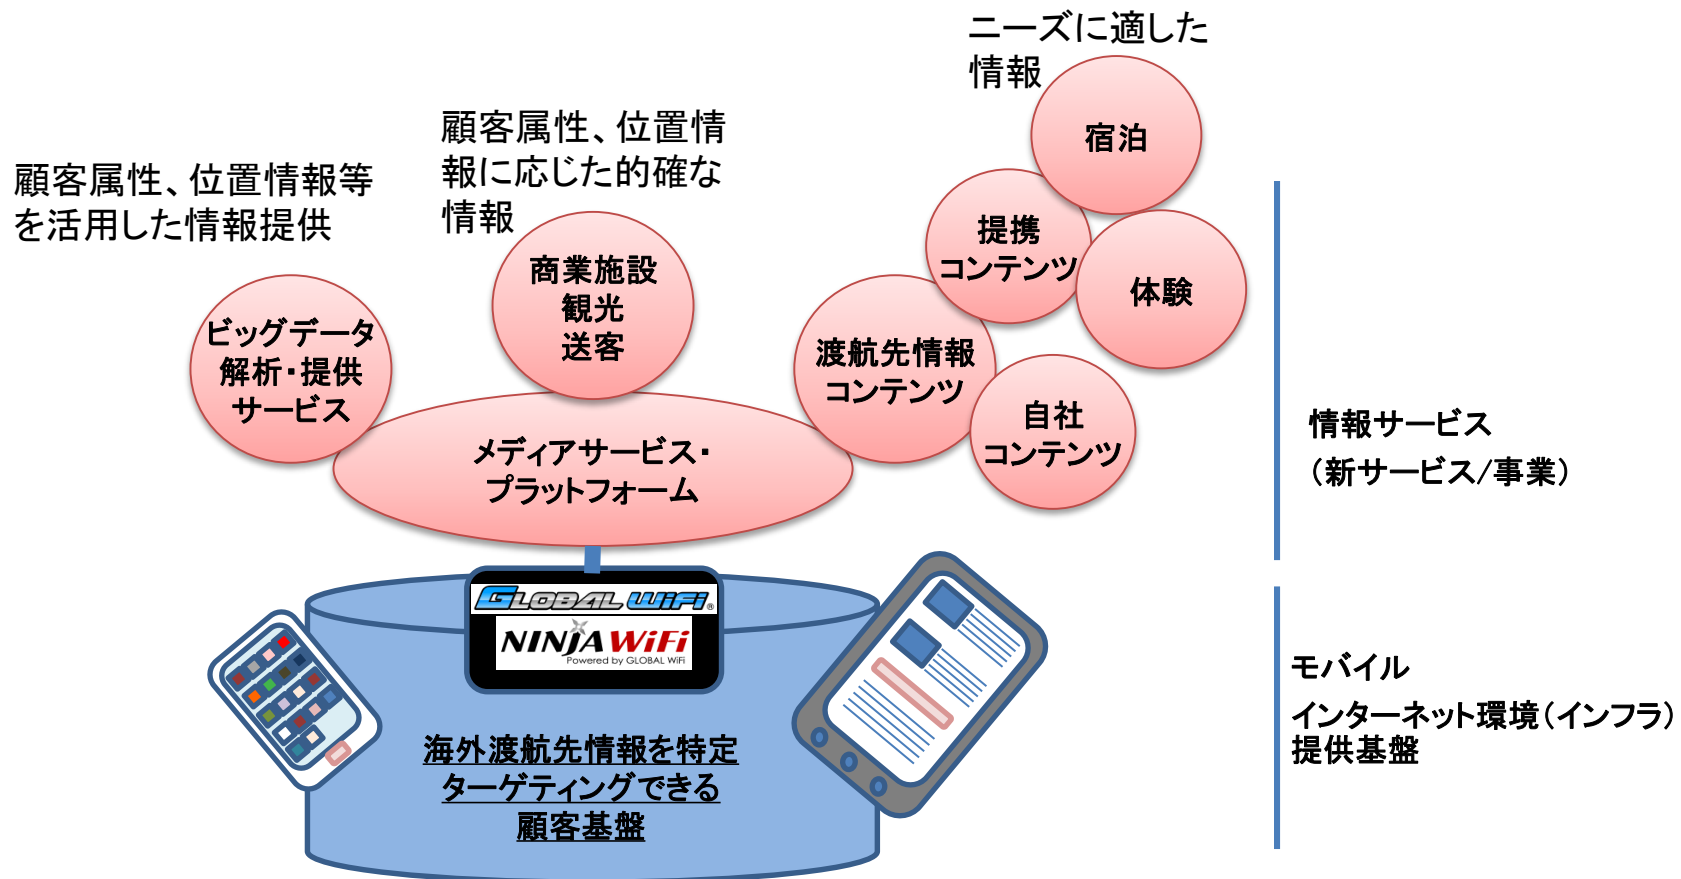 ニーズに適した
情報
宿泊
顧客属性、位置情
報に応じた的確な
情報
顧客属性、位置情報等
を活用した情報提供
提携
コンテンツ
体験
商業施設
観光
送客
ビッグデータ
解析・提供
サービス
渡航先情報
コンテンツ
自社
コンテンツ
メディアサービス・
プラットフォーム
情報サービス
（新サービス/事業）
GLOBAL WiFi®
NINJA WiFi
Powered by GLOBAL WiFi
モバイル
インターネット環境（インフラ）
提供基盤
海外渡航先情報を特定
ターゲティングできる
顧客基盤